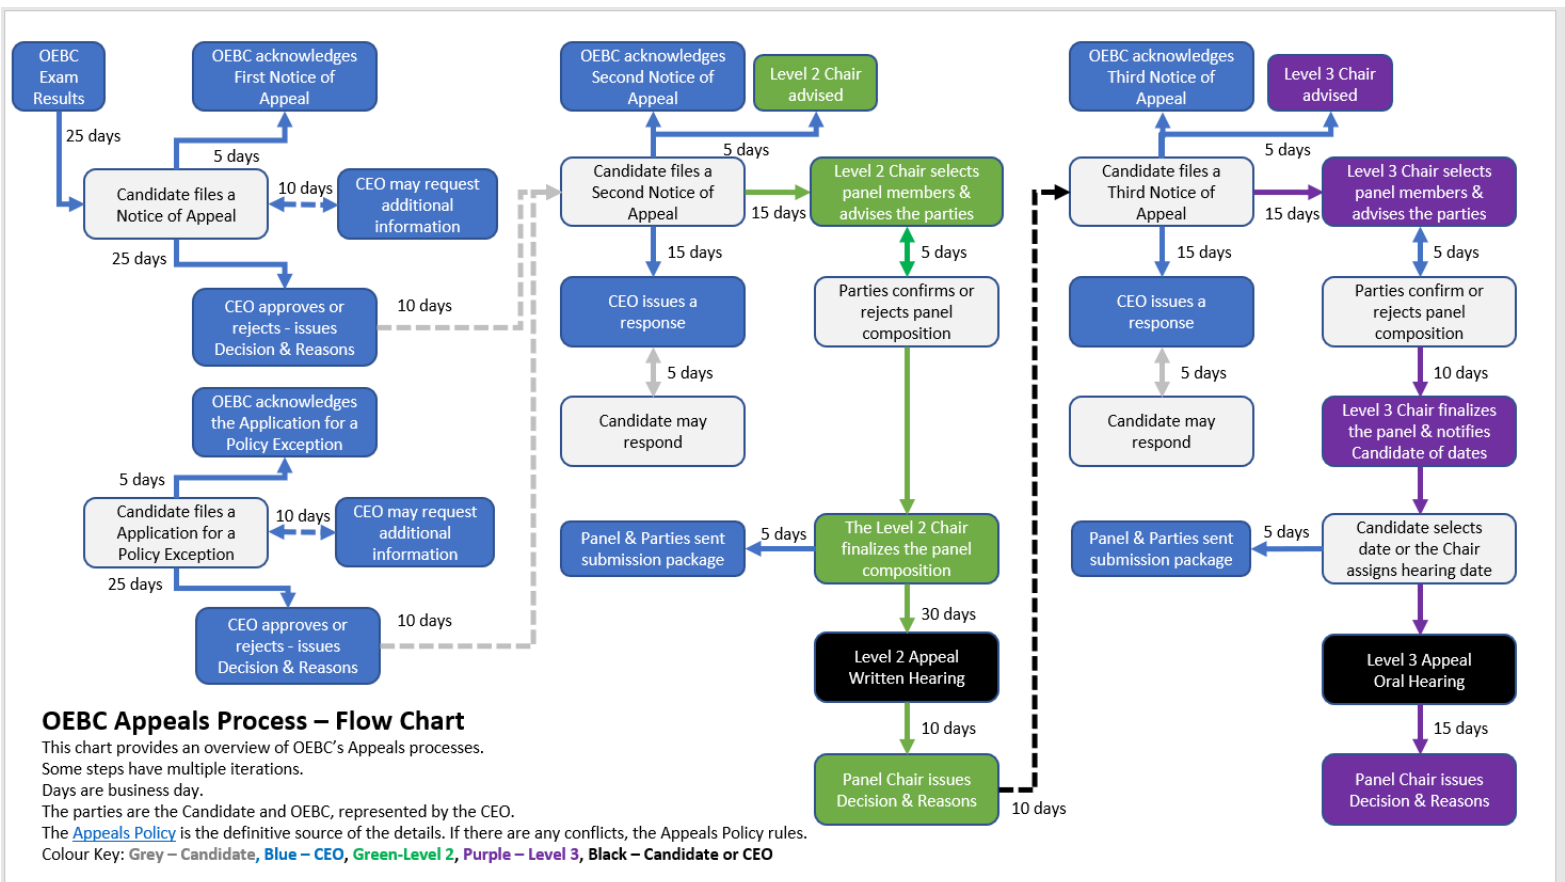 OEBC
Exam
Results
25 days
OEBC acknowledges
First Notice of
Appeal
5 days
Candidate files a
Notice of Appeal
10 days
CEO may request
additional
information
25 days
CEO approves or
rejects - issues
Decision & Reasons
10 days
OEBC acknowledges
the Application for a
Policy Exception
5 days
Candidate files a
Application for a
Policy Exception
10 days
CEO may request
additional
information
25 days
CEO approves or
rejects - issues
Decision & Reasons
10 days
OEBC acknowledges
Second Notice of
Appeal
Level 2 Chair
advised
5 days
Candidate files a
Second Notice of
Appeal
15 days
Level 2 Chair selects
panel members &
advises the parties
15 days
CEO issues a
response
5 days
Candidate may
respond
5 days
Parties confirms or
rejects panel
composition
The Level 2 Chair
finalizes the panel
composition
5 days
Panel & Parties sent
submission package
30 days
Level 2 Appeal
Written Hearing
10 days
Panel Chair issues
Decision & Reasons
10 days
OEBC acknowledges
Third Notice of
Appeal
Level 3 Chair
advised
5 days
Candidate files a
Third Notice of
Appeal
15 days
Level 3 Chair selects
panel members &
advises the parties
15 days
CEO issues a
response
5 days
Candidate may
respond
5 days
Parties confirm or
rejects panel
composition
10 days
Level 3 Chair finalizes
the panel & notifies
Candidate of dates
Candidate selects
date or the Chair
assigns hearing date
5 days
Panel & Parties sent
submission package
Level 3 Appeal
Oral Hearing
15 days
Panel Chair issues
Decision & Reasons
OEBC Appeals Process – Flow Chart
This chart provides an overview of OEBC's Appeals processes.
Some steps have multiple iterations.
Days are business day.
The parties are the Candidate and OEBC, represented by the CEO.
The Appeals Policy is the definitive source of the details. If there are any conflicts, the Appeals Policy rules.
Colour Key: Grey – Candidate, Blue – CEO, Green-Level 2, Purple – Level 3, Black – Candidate or CEO